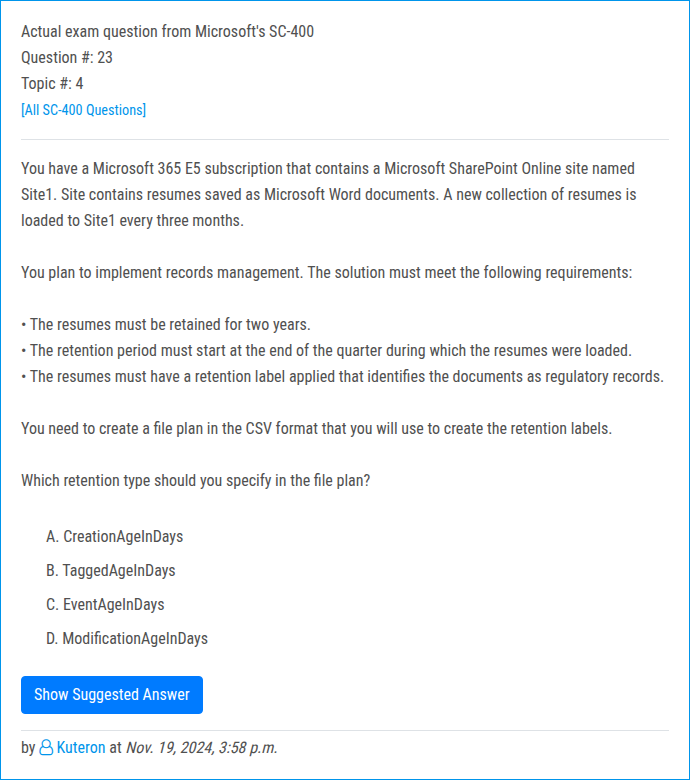 Actual exam question from Microsoft's SC-400
Question #: 23
Topic #: 4
[All SC-400 Questions]
You have a Microsoft 365 E5 subscription that contains a Microsoft SharePoint Online site named
Site1. Site contains resumes saved as Microsoft Word documents. A new collection of resumes is
loaded to Site1 every three months.
You plan to implement records management. The solution must meet the following requirements:
• The resumes must be retained for two years.
• The retention period must start at the end of the quarter during which the resumes were loaded.
• The resumes must have a retention label applied that identifies the documents as regulatory records.
You need to create a file plan in the CSV format that you will use to create the retention labels.
Which retention type should you specify in the file plan?
A. CreationAgeInDays
B. TaggedAgeInDays
C. EventAgeInDays
D. ModificationAgeInDays
Show Suggested Answer
by Kuteron at Nov. 19, 2024, 3:58 p.m.